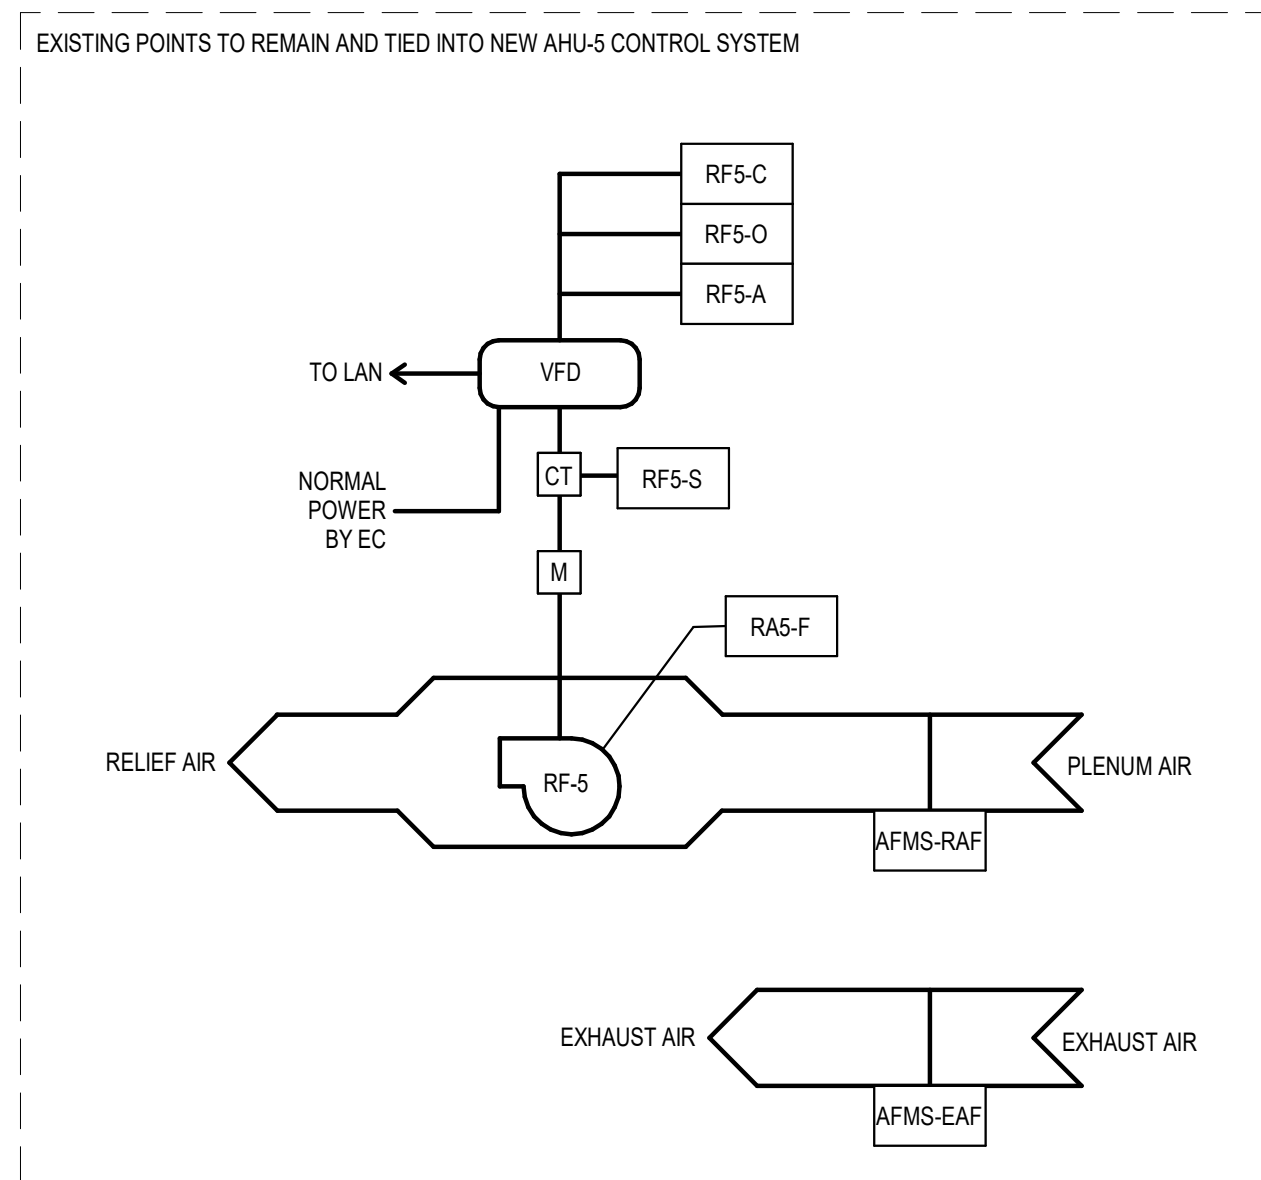 EXISTING POINTS TO REMAIN AND TIED INTO NEW AHU-5 CONTROL SYSTEM
RF5-C
RF5-O
RF5-A
TO LAN
VFD
NORMAL
POWER
BY EC
CT
RF5-S
M
RA5-F
RELIEF AIR
RF-5
PLENUM AIR
AFMS-RAF
EXHAUST AIR
EXHAUST AIR
AFMS-EAF